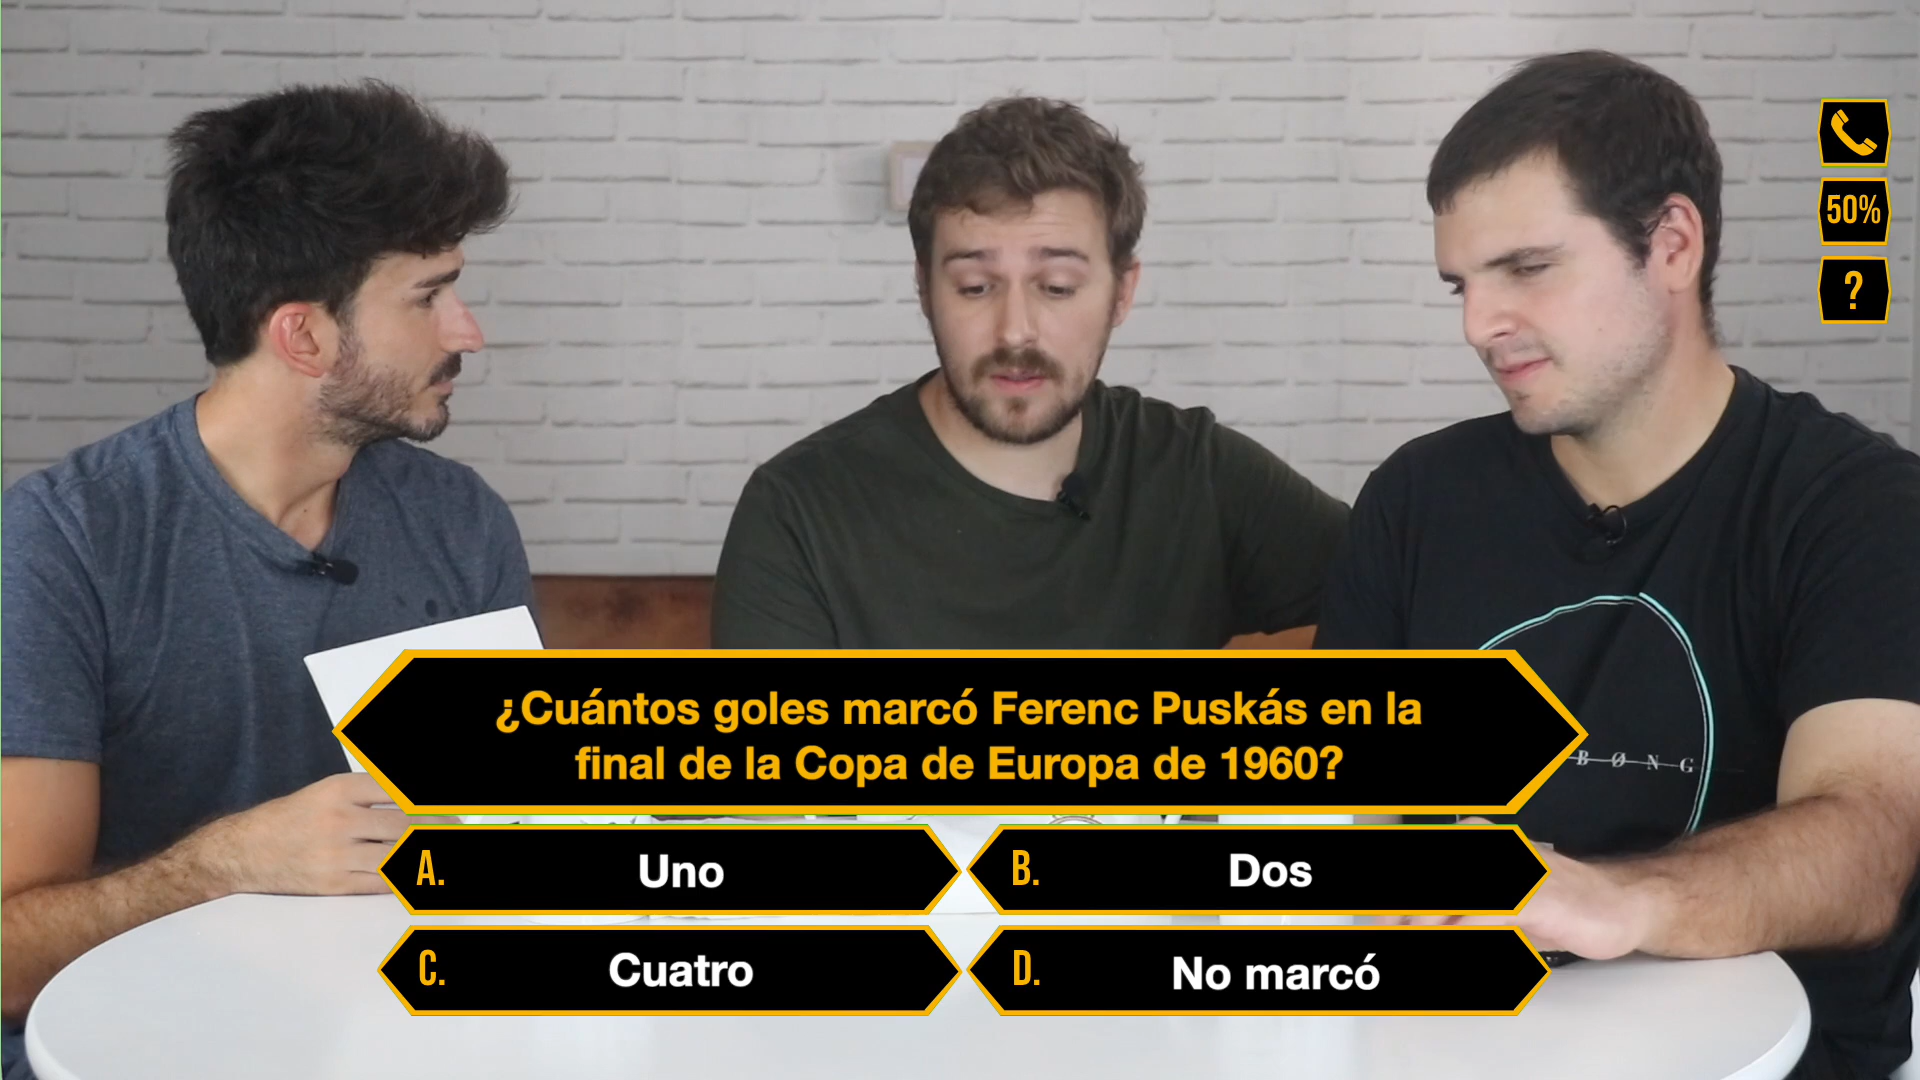 50%
?
¿Cuántos goles marcó Ferenc Puskás en la
final de la Copa de Europa de 1960?
BØNG
A. Uno
B. Dos
C. Cuatro
D. No marcó